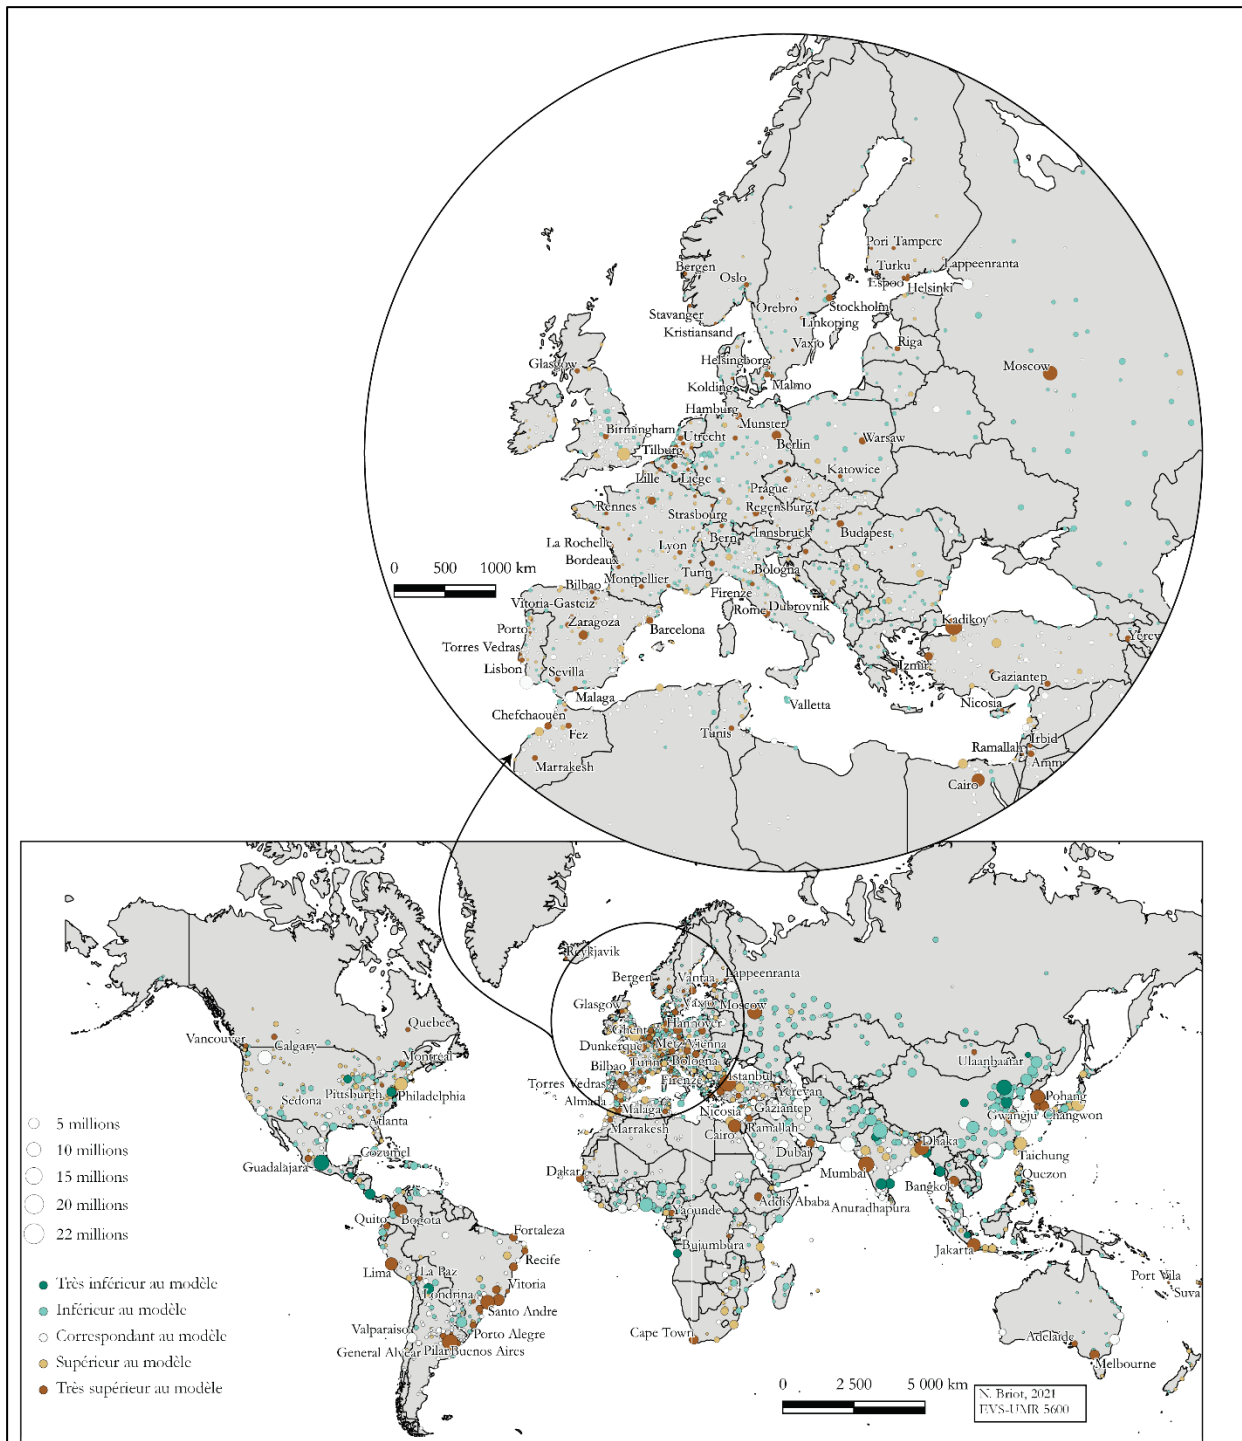 Pori Tampere
Lappeenranta
Bergen
Turku
Oslo
Espoo
Helsinki
Stavanger
Orebro
Stockholm
Kristiansand
Linkoping
Vaxjo
Riga
Glasgow
Helsingborg
Moscow
Kolding
Malmo
Hamburg
Munster
Birmingham
Utrecht
Berlin
Warsaw
Tilburg
Lille
Liège
Katowice
Prague
Rennes
Strasbourg
Regensburg
La Rochelle
Lyon
Bern
Innsbruck
Budapest
Bordeaux
Turin
Bologna
0 500 1000 km
Bilbao
Montpellier
Firenze
Vitoria-Gasteiz
Rome
Dubrovnik
Kadikoy
Porto
Zaragoza
Barcelona
Yerev
Torres Vedras
Lisbon
Sevilla
Izmir
Gaziantep
Malaga
Valletta
Nicosia
Chefchaouen
Fez
Tunis
Irbid
Ramallah
Marrakesh
Amm
Cairo
Reykjavik
Bergen
Vantaa
Lappeenranta
Glasgow
Vaxjo
Moscow
Quebec
Vancouver
Calgary
Ghent
Hannover
Montréal
Dunkerque
Metz
Vienna
Ulaanbaatar
Bilbao
Turin
Bologna
Sedona
Pittsburgh
Philadelphia
Torres Vedras
Firenze
Istanbul
Yerevan
Pohang
Almada
Atlanta
Malaga
Nicosia
Gaziantep
Gwangju
Changwon
5 millions
Marrakesh
Cairo
Ramallah
Dhaka
10 millions
Cozumel
Dubai
Taichung
Guadalajara
Dakar
Mumbai
Quezon
15 millions
Bangkok
20 millions
Addis Ababa
Anuradhapura
Quito
Bogota
Yaounde
22 millions
Fortaleza
Bujumbura
Recife
Jakarta
Lima
La Paz
Port Vila
Très inférieur au modèle
Vitoria
Suva
Londrina
Inférieur au modèle
Santo Andre
Correspondant au modèle
Valparaiso
Porto Alegre
Cape Town
Adelaide
General Alvear
Pilar
Buenos Aires
Supérieur au modèle
Melbourne
Très supérieur au modèle
0 2 500 5 000 km
N. Briot, 2021
EVS-UMR 5600